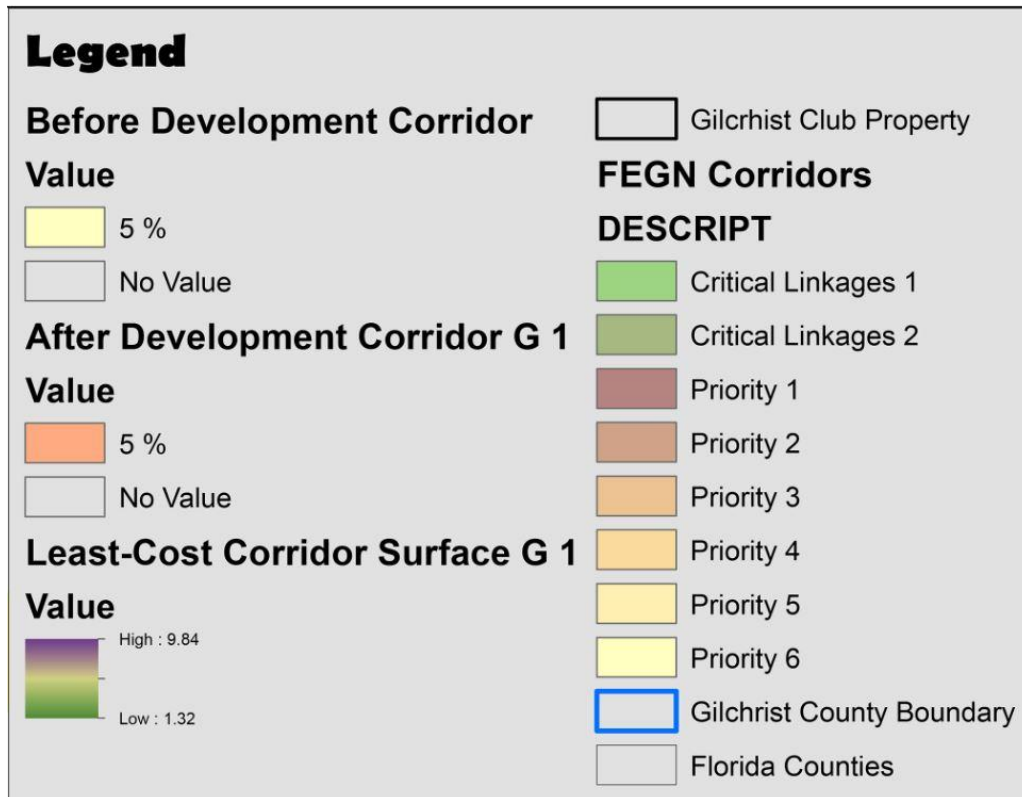 Legend
Before Development Corridor
Value
5 %
No Value
After Development Corridor G 1
Value
5 %
No Value
Least-Cost Corridor Surface G 1
Value
High : 9.84
Low : 1.32
Gilcrhist Club Property
FEGN Corridors
DESCRIPT
Critical Linkages 1
Critical Linkages 2
Priority 1
Priority 2
Priority 3
Priority 4
Priority 5
Priority 6
Gilchrist County Boundary
Florida Counties